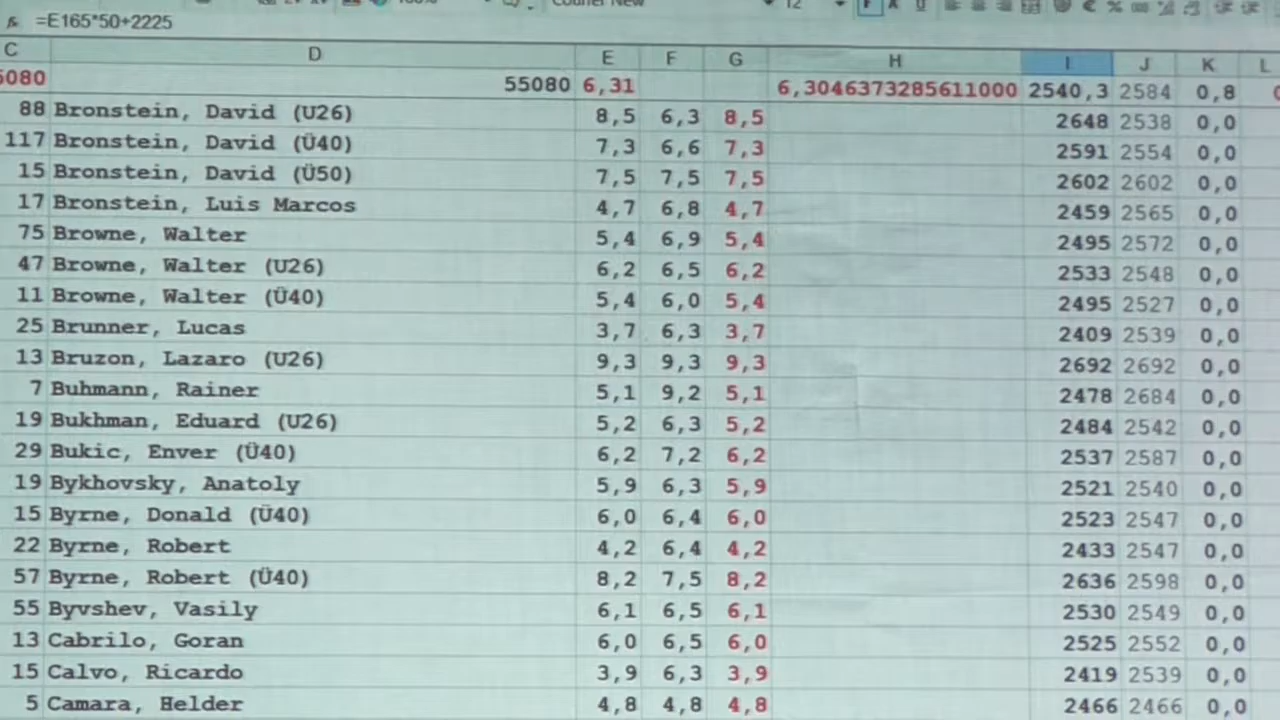 Courier New 12
=E165*50+2225
C D E F G H I J K L
5080 55080 6,31 6,3046373285611000 2540,3 2584 0,8
88 Bronstein, David (U26) 8,5 6,3 8,5 2648 2538 0,0
117 Bronstein, David (Ü40) 7,3 6,6 7,3 2591 2554 0,0
15 Bronstein, David (Ü50) 7,5 7,5 7,5 2602 2602 0,0
17 Bronstein, Luis Marcos 4,7 6,8 4,7 2459 2565 0,0
75 Browne, Walter 5,4 6,9 5,4 2495 2572 0,0
47 Browne, Walter (U26) 6,2 6,5 6,2 2533 2548 0,0
11 Browne, Walter (Ü40) 5,4 6,0 5,4 2495 2527 0,0
25 Brunner, Lucas 3,7 6,3 3,7 2409 2539 0,0
13 Bruzon, Lazaro (U26) 9,3 9,3 9,3 2692 2692 0,0
7 Buhmann, Rainer 5,1 9,2 5,1 2478 2684 0,0
19 Bukhman, Eduard (U26) 5,2 6,3 5,2 2484 2542 0,0
29 Bukic, Enver (Ü40) 6,2 7,2 6,2 2537 2587 0,0
19 Bykhovsky, Anatoly 5,9 6,3 5,9 2521 2540 0,0
15 Byrne, Donald (Ü40) 6,0 6,4 6,0 2523 2547 0,0
22 Byrne, Robert 4,2 6,4 4,2 2433 2547 0,0
57 Byrne, Robert (Ü40) 8,2 7,5 8,2 2636 2598 0,0
55 Byvshev, Vasily 6,1 6,5 6,1 2530 2549 0,0
13 Cabrilo, Goran 6,0 6,5 6,0 2525 2552 0,0
15 Calvo, Ricardo 3,9 6,3 3,9 2419 2539 0,0
5 Camara, Helder 4,8 4,8 4,8 2466 2466 0,0